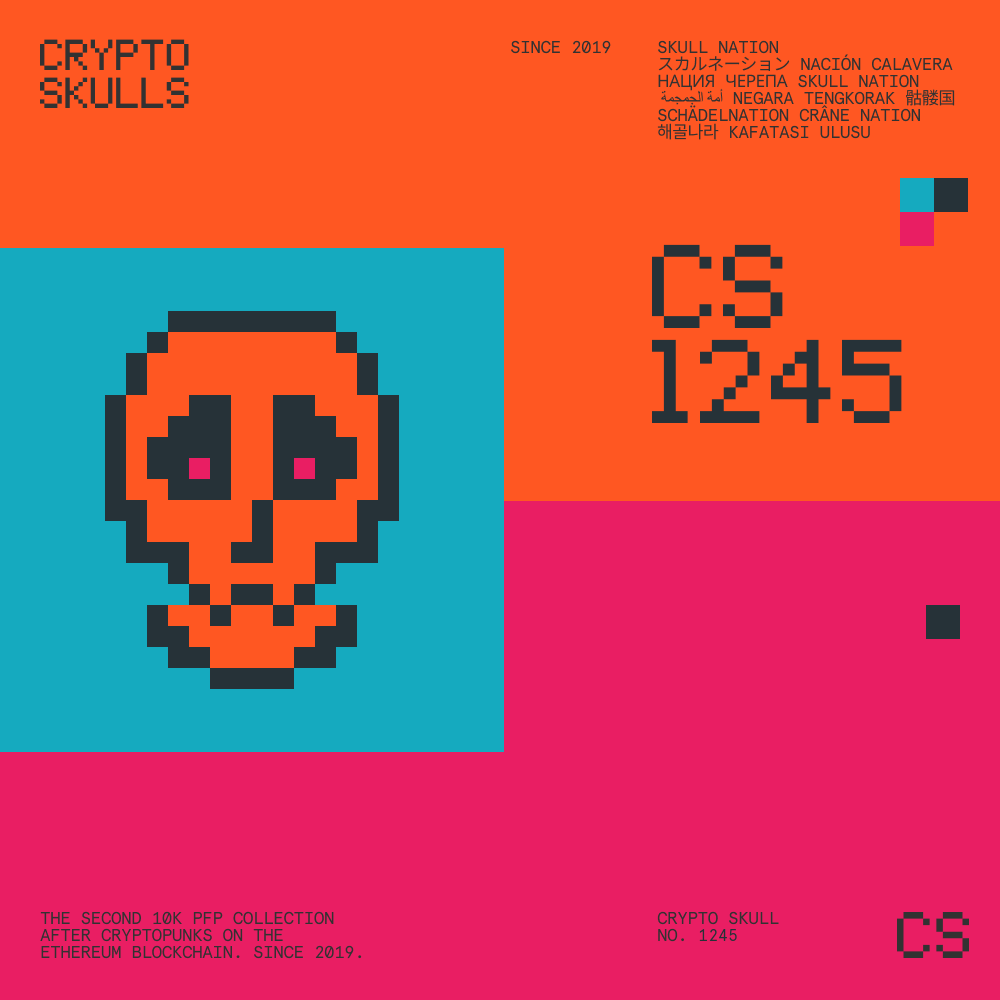 CRYPTO
SKULLS
SINCE 2019
SKULL NATION
スカルネーション NACIÓN CALAVERA
НАЦИЯ ЧЕРЕПА SKULL NATION
أمة الجمجمة NEGARA TENGKORAK 骷髅国
SCHÄDELNATION CRÂNE NATION
해골나라 KAFATASI ULUSU
CS
1245
THE SECOND 10K PFP COLLECTION
AFTER CRYPTOPUNKS ON THE
ETHEREUM BLOCKCHAIN. SINCE 2019.
CRYPTO SKULL
NO. 1245
CS